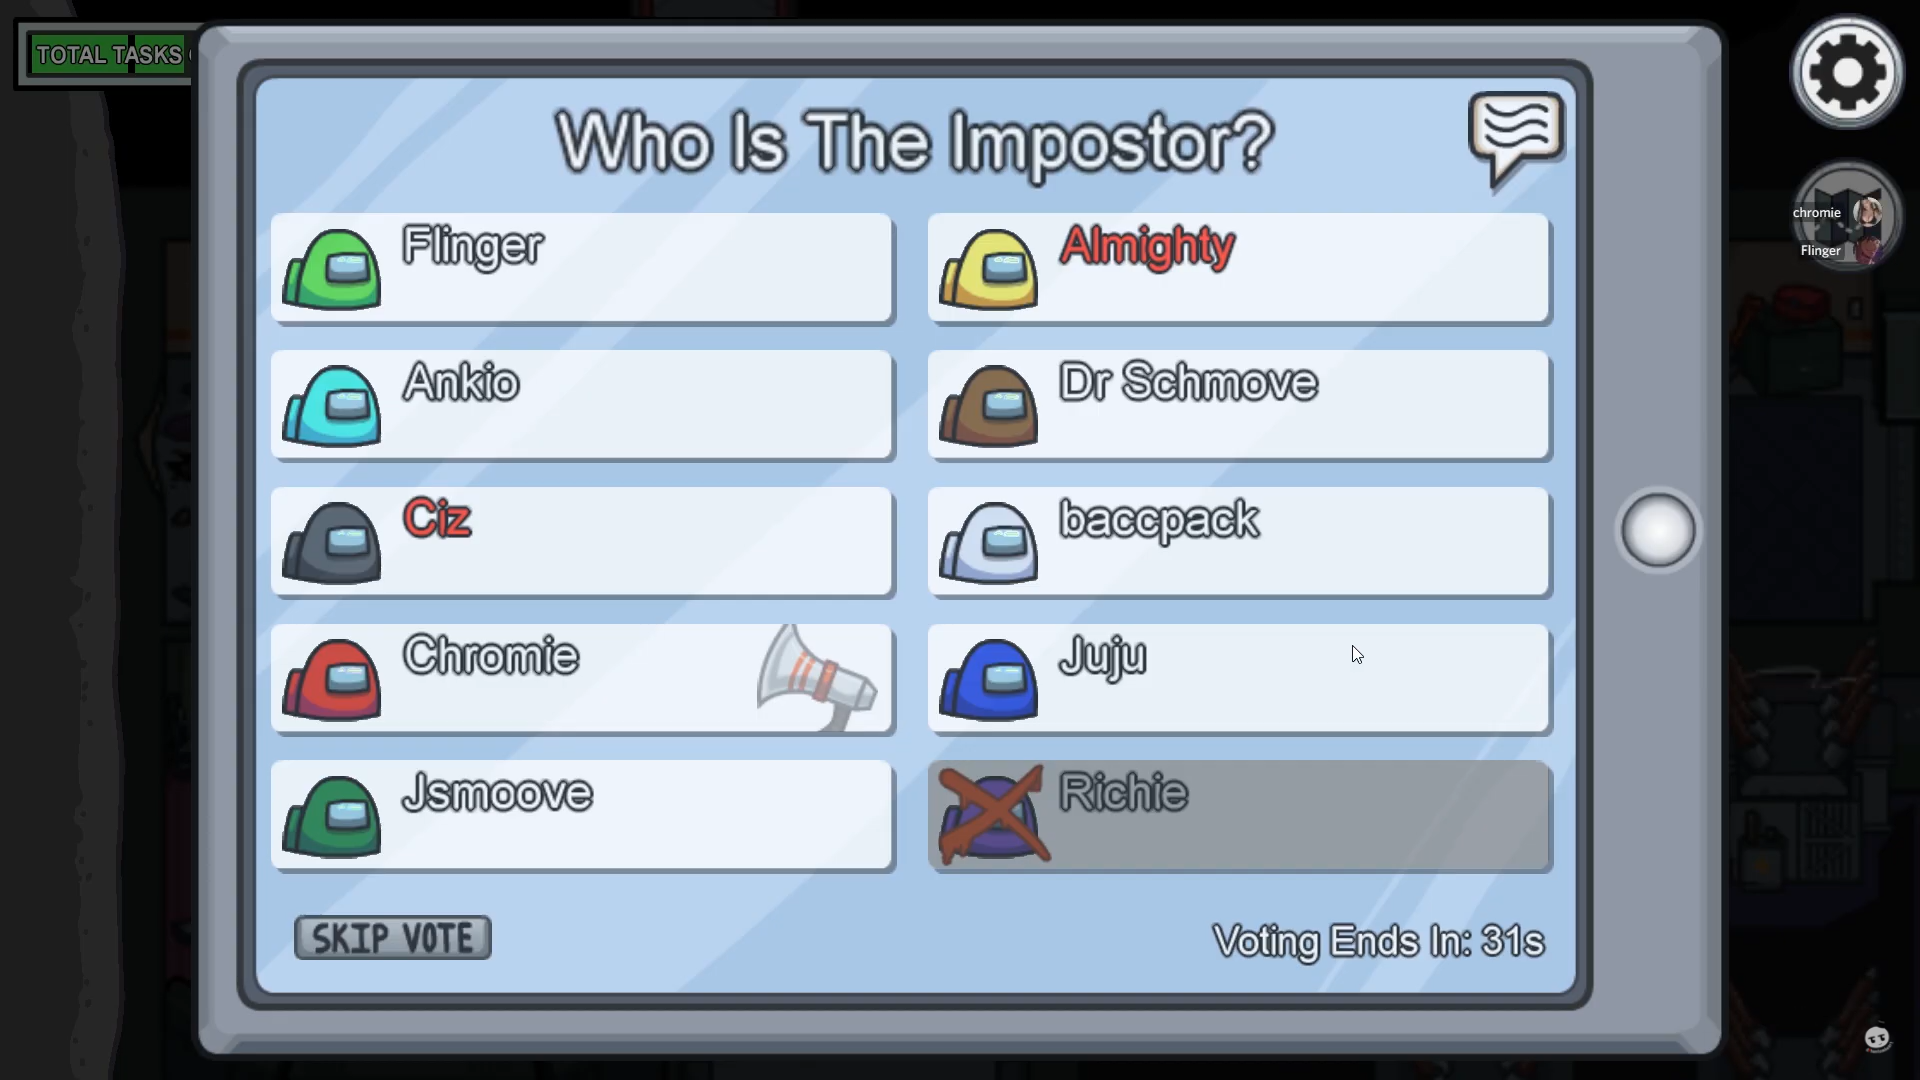 TOTAL TASKS
Who Is The Impostor?
chromie
Flinger
Flinger
Almighty
Ankio
Dr Schmove
Ciz
baccpack
Chromie
Juju
Jsmoove
Richie
SKIP VOTE
Voting Ends In: 31s